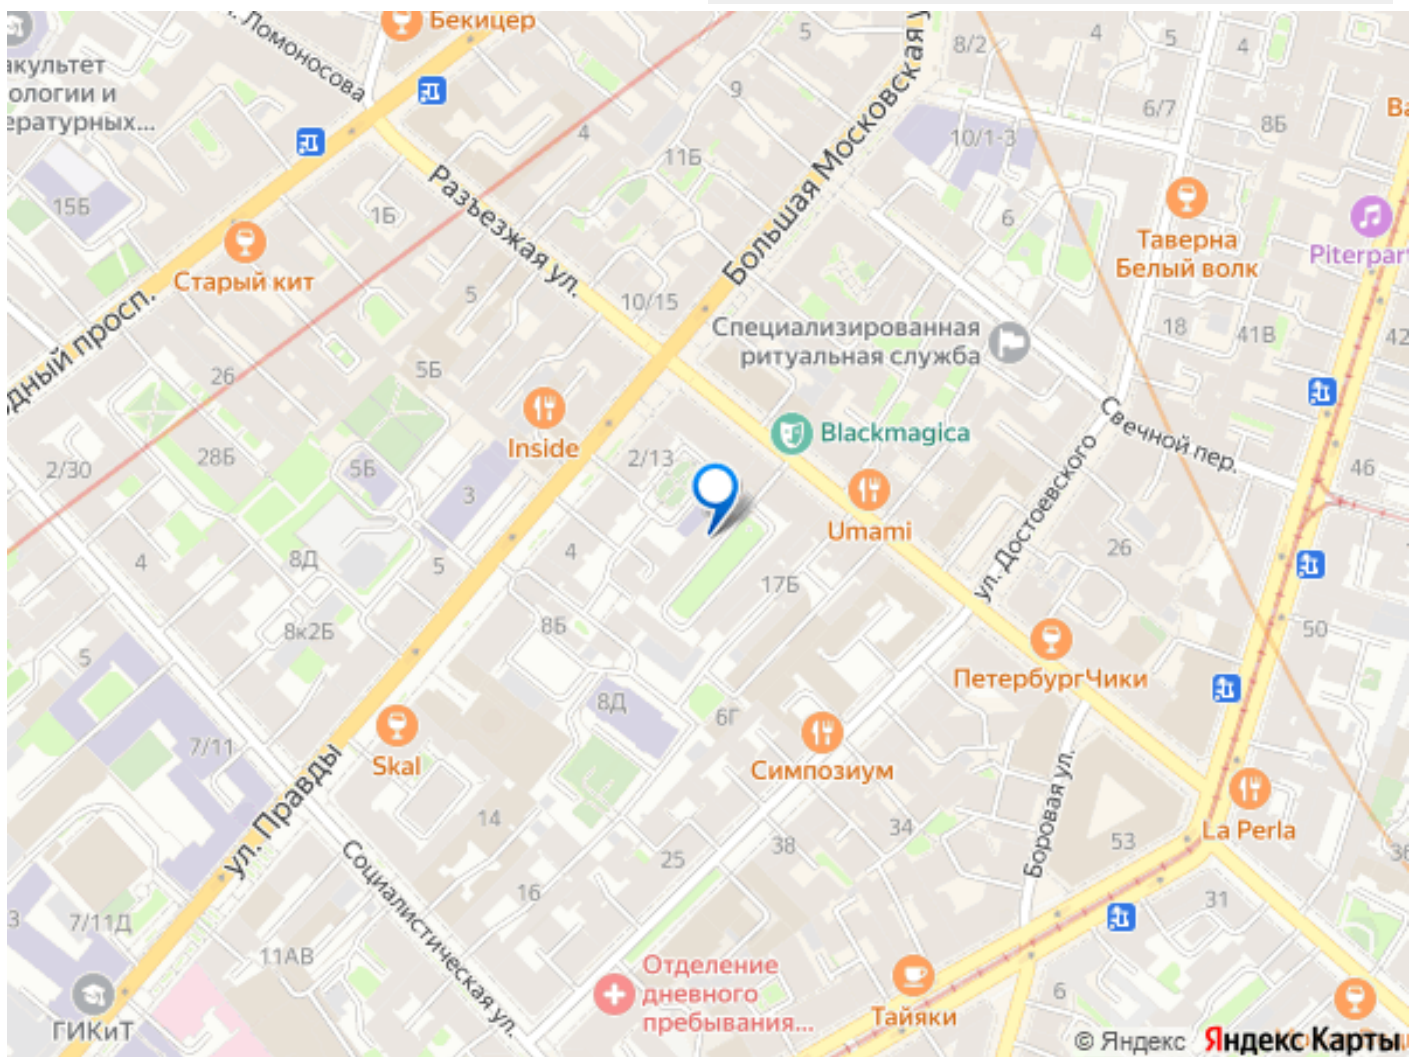 Бекицер
ул. Ломоносова
5
8/2
4
5
4
акультет
ологии и
ературных...
9
6/7
8Б
Ва
4
11Б
10/1-3
15Б
1Б
Разъезжая ул.
Большая Московская у
6
Таверна
Белый волк
Piterpart
Старый кит
5
10/15
Специализированная
ритуальная служба
18
41В
42
одный просп.
5Б
26
Свечной пер.
Inside
Blackmagica
2/30
28Б
5Б
2/13
46
3
Umami
ул. Достоевского
26
4
8Д
5
4
17Б
8к2Б
8Б
50
5
ПетербургЧики
8Д
6Г
7/11
Skal
Симпозиум
ул. Правды
Боровая ул.
La Perla
14
34
53
36
Социалистическая ул.
25
38
16
31
3
7/11Д
11АВ
Отделение
дневного
пребывания...
6
ГИКиТ
Тайяки
© Яндекс Яндекс Карты